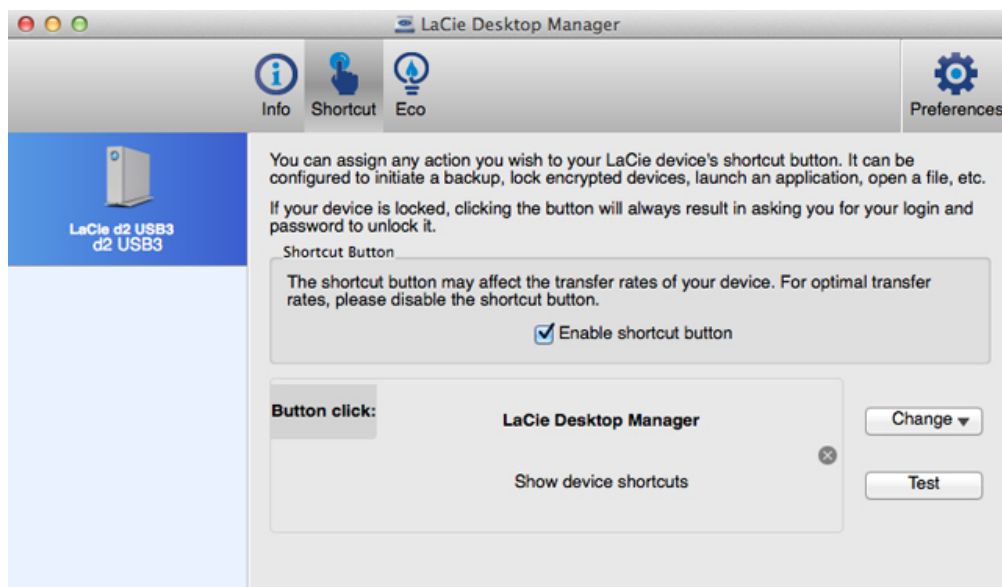 LaCie Desktop Manager
Info Shortcut Eco Preferences
LaCie d2 USB3
d2 USB3
You can assign any action you wish to your LaCie device's shortcut button. It can be
configured to initiate a backup, lock encrypted devices, launch an application, open a file, etc.
If your device is locked, clicking the button will always result in asking you for your login and
password to unlock it.
Shortcut Button
The shortcut button may affect the transfer rates of your device. For optimal transfer
rates, please disable the shortcut button.
Enable shortcut button
Button click:
LaCie Desktop Manager
Show device shortcuts
Change
Test